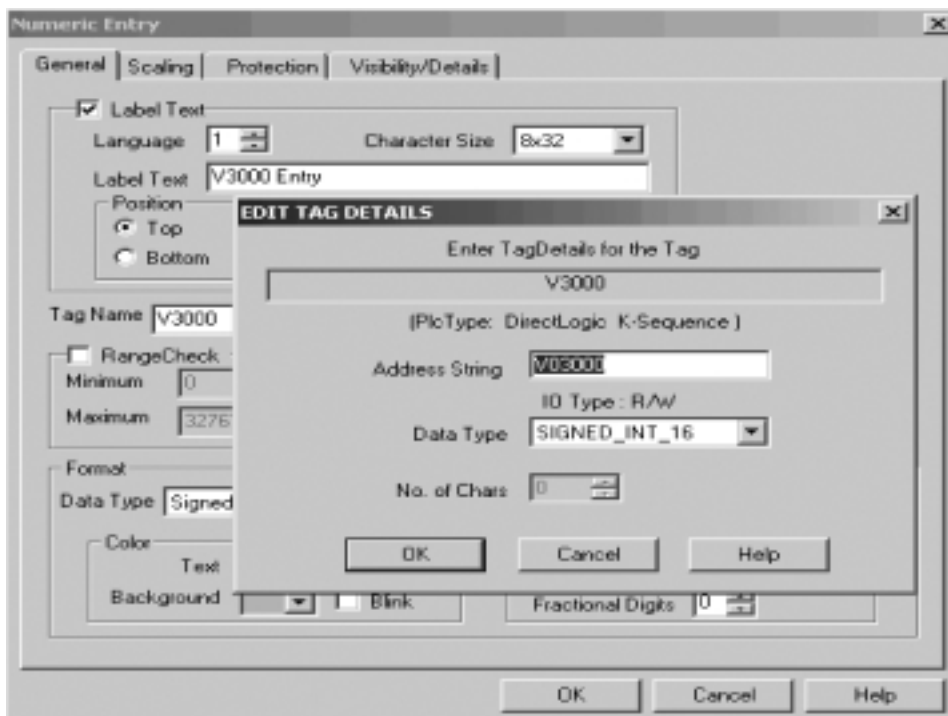 Numeric Entry
General Scaling Protection Visibility/Details
Label Text
Language 1 Character Size 8x32
Label Text V3000 Entry
Position
Top
Bottom
EDIT TAG DETAILS
Enter TagDetails for the Tag
V3000
(PlcType: DirectLogic K-Sequence )
Address String V03000
IO Type : R/W
Data Type SIGNED_INT_16
No. of Chars 0
OK Cancel Help
Tag Name V3000
RangeCheck
Minimum 0
Maximum 3276
Format
Data Type Signed
Color
Text
Background Blink
Fractional Digits 0
OK Cancel Help